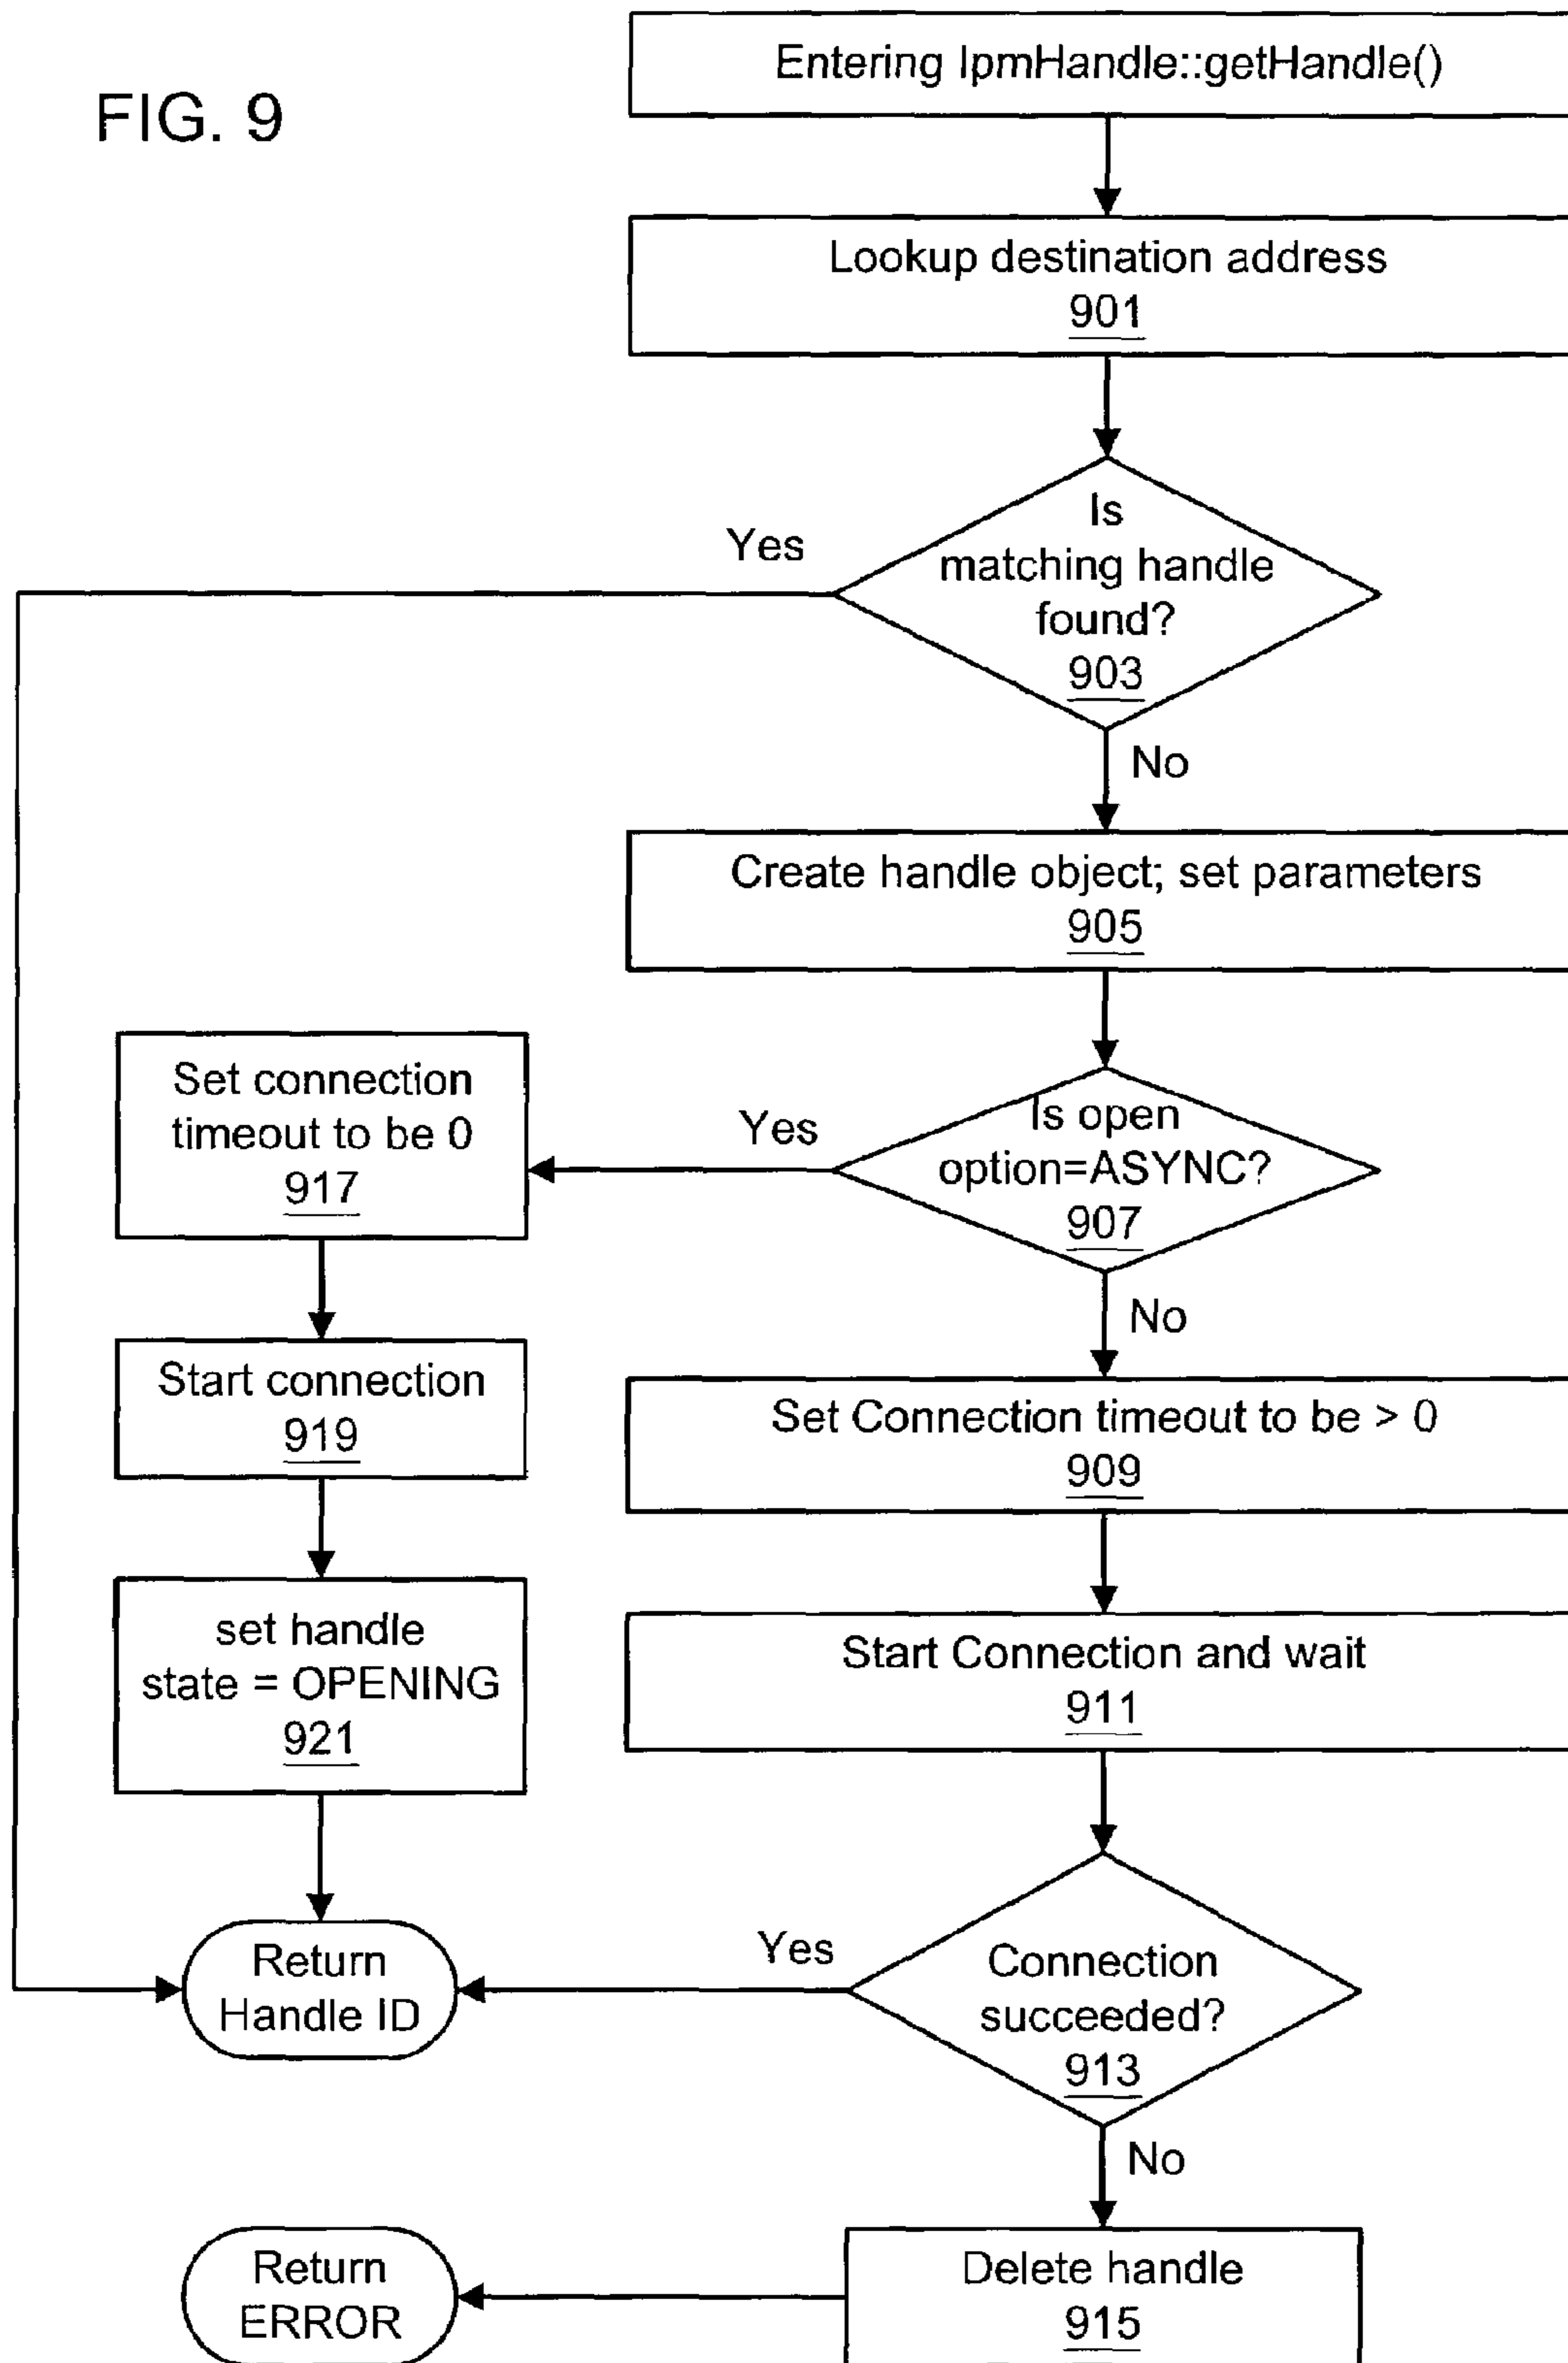 FIG. 9
Entering IpmHandle::getHandle()
Lookup destination address
901
Is
matching handle
found?
903
Yes
No
Create handle object; set parameters
905
Is open
option=ASYNC?
907
Yes
No
Set connection
timeout to be 0
917
Start connection
919
set handle
state = OPENING
921
Set Connection timeout to be > 0
909
Start Connection and wait
911
Connection
succeeded?
913
Yes
No
Return
Handle ID
Delete handle
915
Return
ERROR